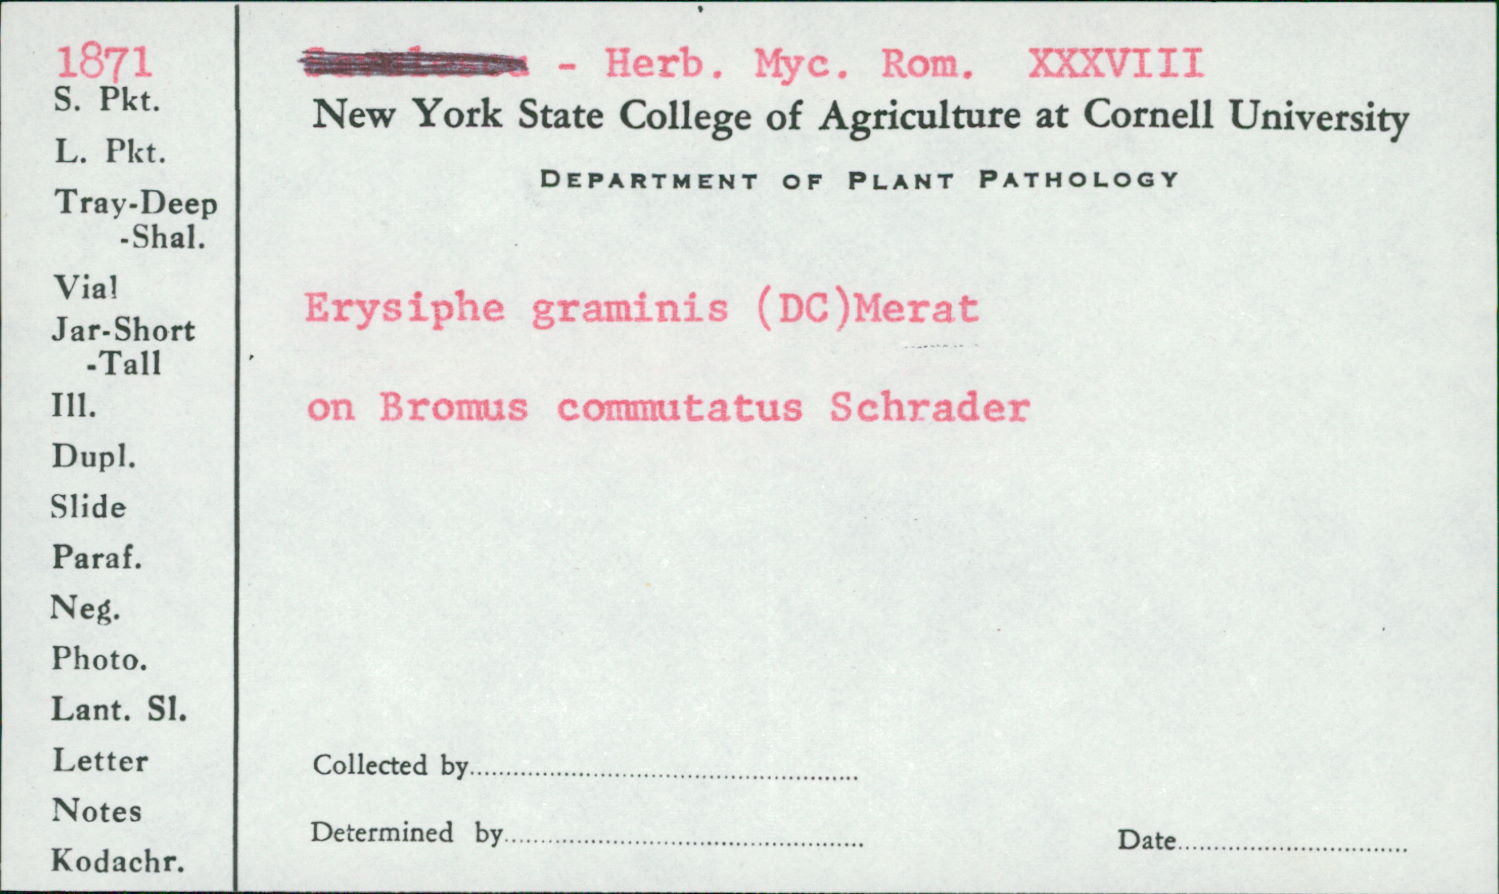 1871
S. Pkt.
L. Pkt.
Tray-Deep
-Shal.
Vial
Jar-Short
-Tall
Ill.
Dupl.
Slide
Paraf.
Neg.
Photo.
Lant. Sl.
Letter
Notes
Kodachr.
- Herb. Myc. Rom. XXXVIII
New York State College of Agriculture at Cornell University
DEPARTMENT OF PLANT PATHOLOGY
Erysiphe graminis (DC)Merat
on Bromus commutatus Schrader
Collected by
Determined by
Date